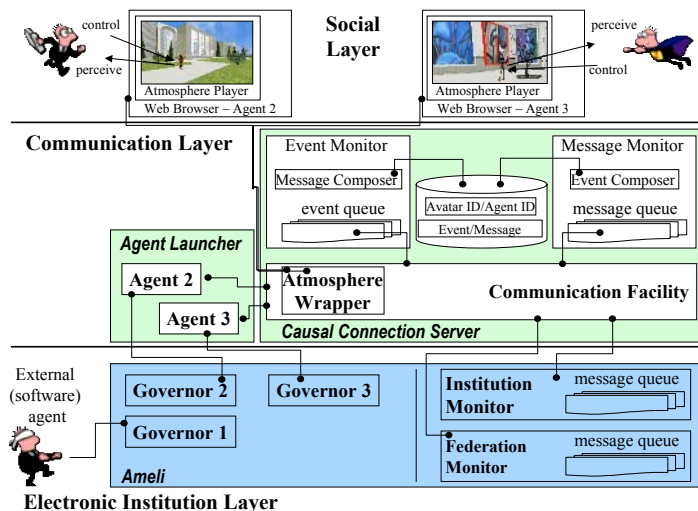 control
perceive
Atmosphere Player
Web Browser – Agent 2
Social
Layer
perceive
control
Atmosphere Player
Web Browser – Agent 3
Communication Layer
Event Monitor
Message Composer
event queue
Avatar ID/Agent ID
Event/Message
Message Monitor
Event Composer
message queue
Agent Launcher
Agent 2
Agent 3
Atmosphere
Wrapper
Communication Facility
Causal Connection Server
External
(software)
agent
Governor 2
Governor 3
Governor 1
Ameli
Institution
Monitor
message queue
Federation
Monitor
message queue
Electronic Institution Layer